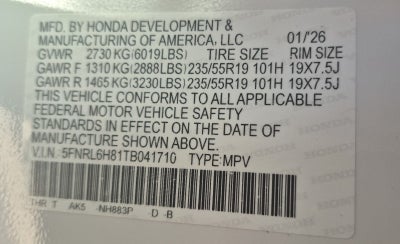 MFD. BY HONDA DEVELOPMENT &
MANUFACTURING OF AMERICA, LLC 01/'26
GVWR 2730 KG(6019LBS) TIRE SIZE RIM SIZE
GAWR F 1310 KG(2888LBS) 235/55R19 101H 19X7.5J
GAWR R 1465 KG(3230LBS) 235/55R19 101H 19X7.5J
THIS VEHICLE CONFORMS TO ALL APPLICABLE
FEDERAL MOTOR VEHICLE SAFETY
STANDARDS IN EFFECT ON THE DATE OF
MANUFACTURE SHOWN ABOVE.
V.I.N. 5FNRL6H81TB041710 TYPE: MPV
THR T AK5 -NH883P -D -B